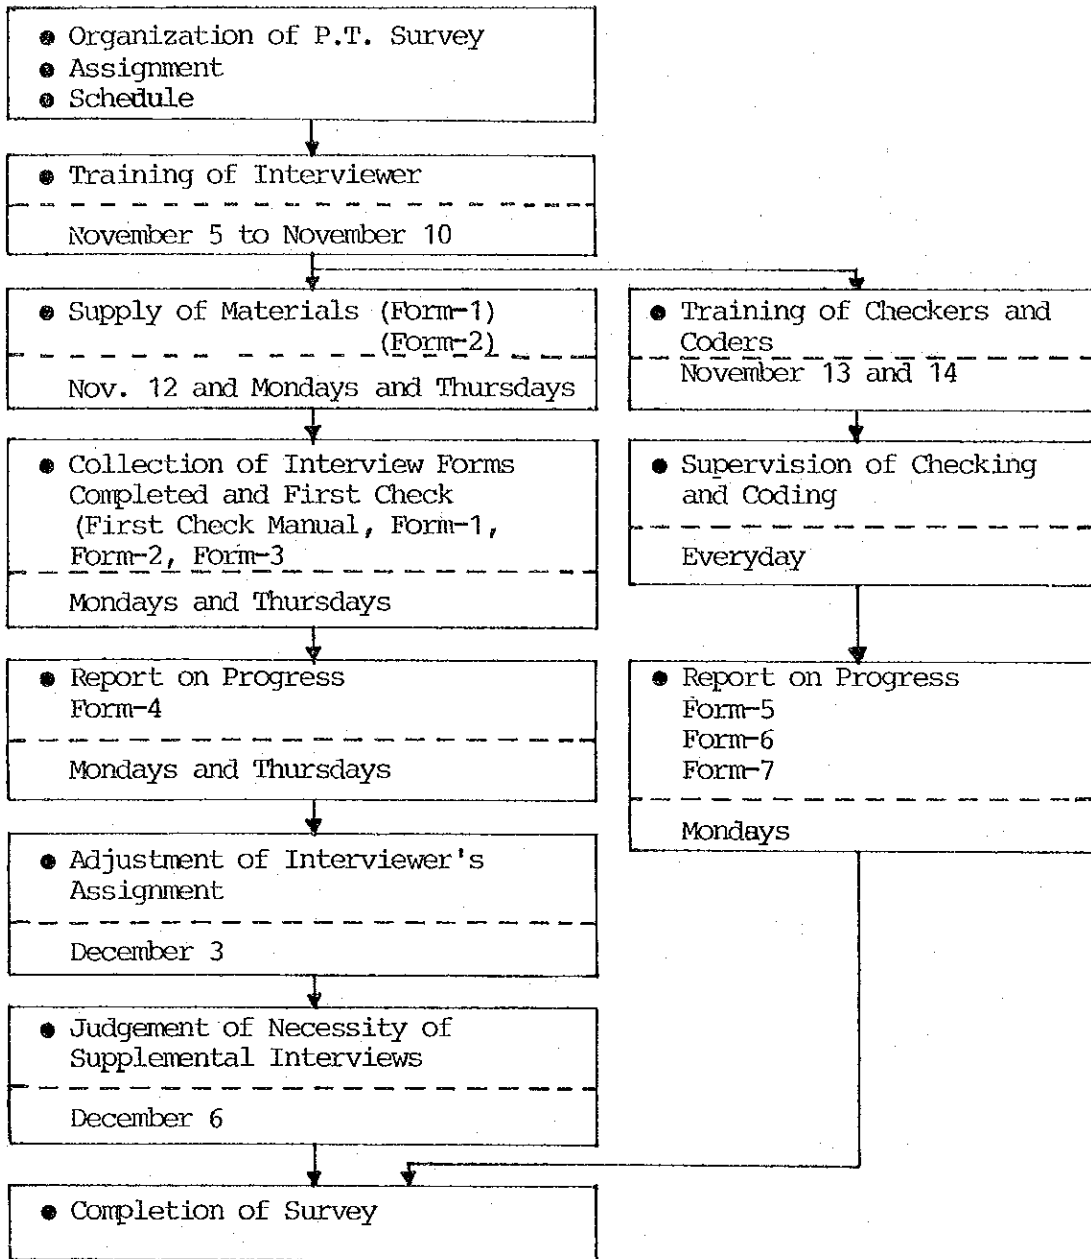 ● Organization of P.T. Survey
● Assignment
● Schedule
● Training of Interviewer
November 5 to November 10
● Supply of Materials (Form-1)
(Form-2)
Nov. 12 and Mondays and Thursdays
● Training of Checkers and
Coders
November 13 and 14
● Collection of Interview Forms
Completed and First Check
(First Check Manual, Form-1,
Form-2, Form-3
Mondays and Thursdays
● Supervision of Checking
and Coding
Everyday
● Report on Progress
Form-4
Mondays and Thursdays
● Report on Progress
Form-5
Form-6
Form-7
Mondays
● Adjustment of Interviewer's
Assignment
December 3
● Judgement of Necessity of
Supplemental Interviews
December 6
● Completion of Survey